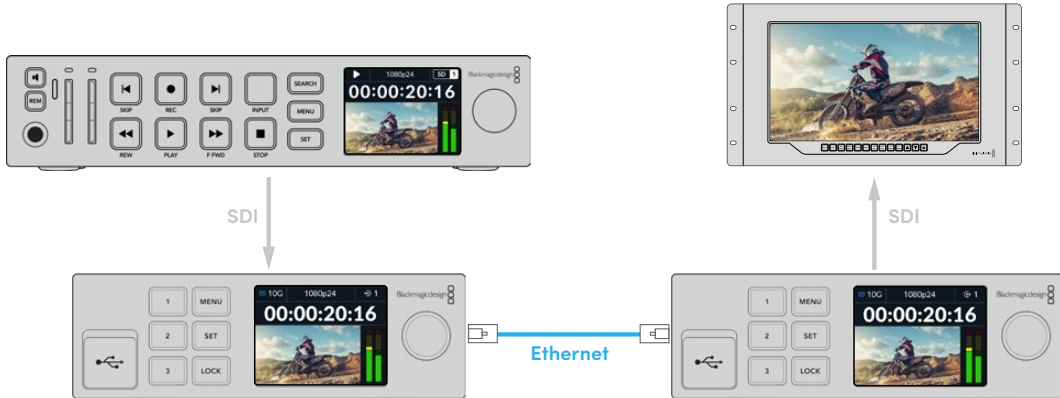 REM
SKIP
REC
SKIP
INPUT
SEARCH
MENU
REW
PLAY
F FWD
STOP
SET
1080p24 SD 1
00:00:20:16
Blackmagicdesign
SDI
SDI
1 MENU
2 SET
3 LOCK
10G 1080p24 1
00:00:20:16
Blackmagicdesign
Ethernet
1 MENU
2 SET
3 LOCK
10G 1080p24 1
00:00:20:16
Blackmagicdesign